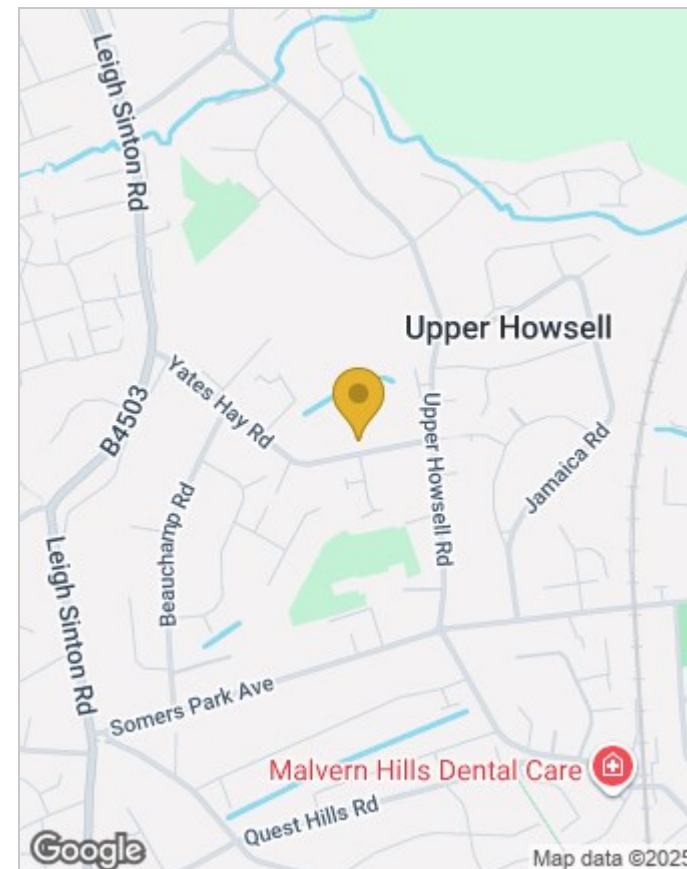 Leigh Sinton Rd
Upper Howsell
Yates Hay Rd
B4503
Upper Howsell Rd
Jamaica Rd
Beauchamp Rd
Leigh Sinton Rd
Somers Park Ave
Malvern Hills Dental Care
Quest Hills Rd
Google
Map data ©2025